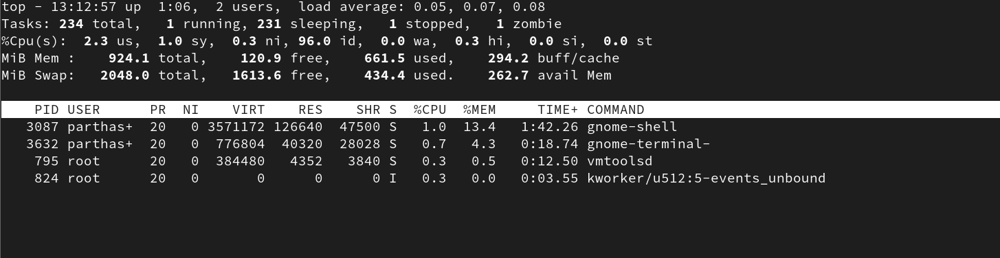 top - 13:12:57 up  1:06,  2 users,  load average: 0.05, 0.07, 0.08
Tasks: 234 total,   1 running, 231 sleeping,   1 stopped,   1 zombie
%Cpu(s):  2.3 us,  1.0 sy,  0.3 ni, 96.0 id,  0.0 wa,  0.3 hi,  0.0 si,  0.0 st
MiB Mem :    924.1 total,    120.9 free,    661.5 used,    294.2 buff/cache
MiB Swap:   2048.0 total,   1613.6 free,    434.4 used.    262.7 avail Mem
    PID USER      PR  NI    VIRT    RES    SHR S  %CPU  %MEM     TIME+ COMMAND
   3087 parthas+  20   0 3571172 126640  47500 S   1.0  13.4   1:42.26 gnome-shell
   3632 parthas+  20   0  776804  40320  28028 S   0.7   4.3   0:18.74 gnome-terminal-
    795 root      20   0  384480   4352   3840 S   0.3   0.5   0:12.50 vmtoolsd
    824 root      20   0       0      0      0 I   0.3   0.0   0:03.55 kworker/u512:5-events_unbound